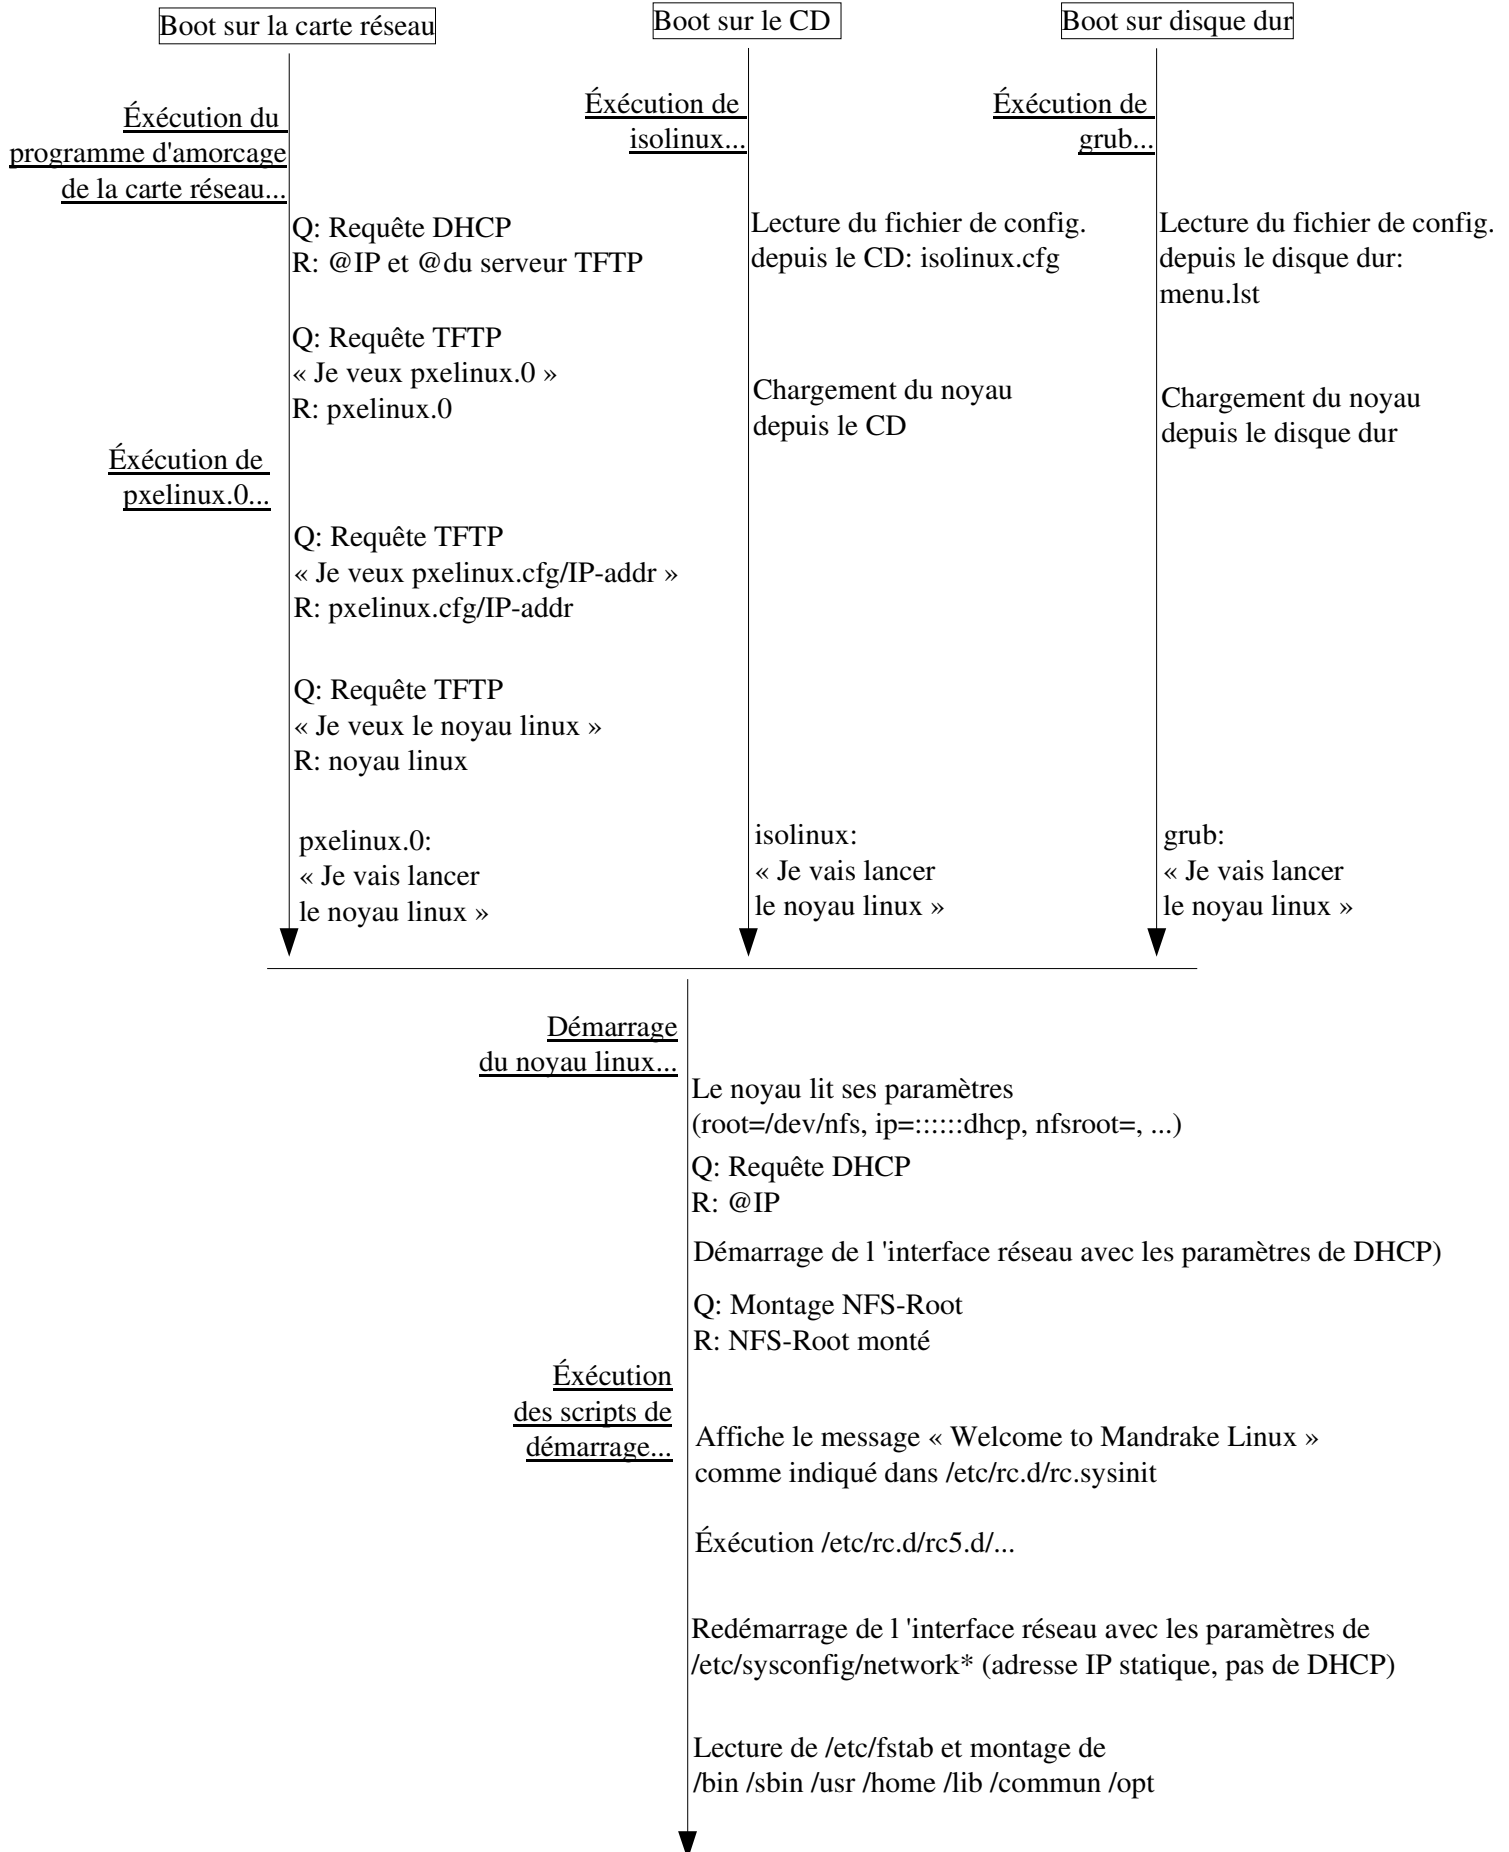 Boot sur la carte réseau
Éxécution du
programme d'amorcage
de la carte réseau...
Q: Requête DHCP
R: @IP et @du serveur TFTP
Q: Requête TFTP
« Je veux pxelinux.0 »
R: pxelinux.0
Éxécution de
pxelinux.0...
Q: Requête TFTP
« Je veux pxelinux.cfg/IP-addr »
R: pxelinux.cfg/IP-addr
Q: Requête TFTP
« Je veux le noyau linux »
R: noyau linux
pxelinux.0:
« Je vais lancer
le noyau linux »
Boot sur le CD
Éxécution de
isolinux...
Lecture du fichier de config.
depuis le CD: isolinux.cfg
Chargement du noyau
depuis le CD
isolinux:
« Je vais lancer
le noyau linux »
Boot sur disque dur
Éxécution de
grub...
Lecture du fichier de config.
depuis le disque dur:
menu.lst
Chargement du noyau
depuis le disque dur
grub:
« Je vais lancer
le noyau linux »
Démarrage
du noyau linux...
Le noyau lit ses paramètres
(root=/dev/nfs, ip=::::::dhcp, nfsroot=, ...)
Q: Requête DHCP
R: @IP
Démarrage de l 'interface réseau avec les paramètres de DHCP)
Q: Montage NFS-Root
R: NFS-Root monté
Éxécution
des scripts de
démarrage...
Affiche le message « Welcome to Mandrake Linux »
comme indiqué dans /etc/rc.d/rc.sysinit
Éxécution /etc/rc.d/rc5.d/...
Redémarrage de l 'interface réseau avec les paramètres de
/etc/sysconfig/network* (adresse IP statique, pas de DHCP)
Lecture de /etc/fstab et montage de
/bin /sbin /usr /home /lib /commun /opt